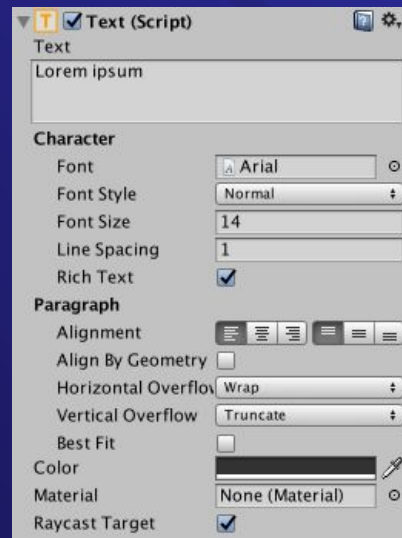 Text (Script)
Text
Lorem ipsum
Character
Font Arial
Font Style Normal
Font Size 14
Line Spacing 1
Rich Text
Paragraph
Alignment
Align By Geometry
Horizontal Overflow Wrap
Vertical Overflow Truncate
Best Fit
Color
Material None (Material)
Raycast Target